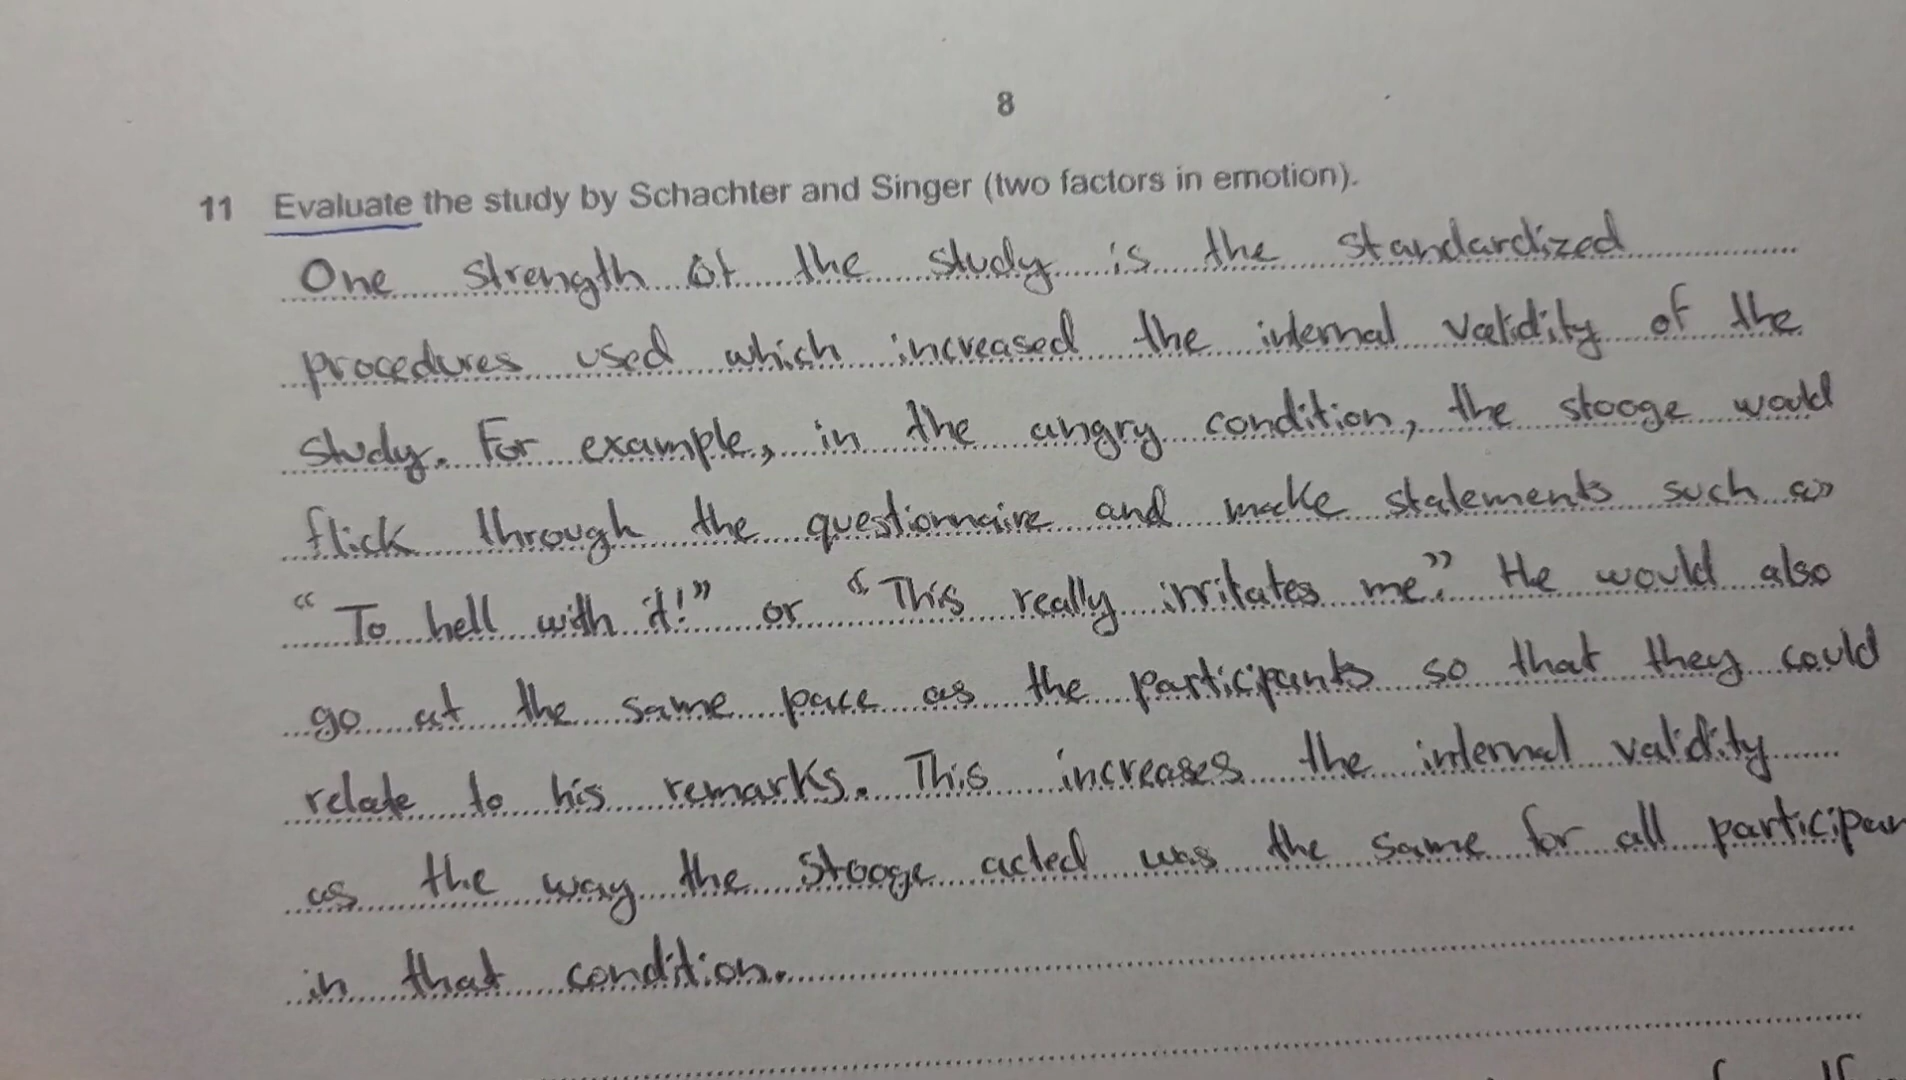 8
11 Evaluate the study by Schachter and Singer (two factors in emotion).
One strength of the study is the standardized
procedures used which increased the internal validity of the
study. For example, in the angry condition, the stooge would
flick through the questionnaire and make statements such as
"To hell with it!" or "This really irritates me". He would also
go at the same pace as the participants so that they could
relate to his remarks. This increases the internal validity
as the way the stooge acted was the same for all participan
in that condition.